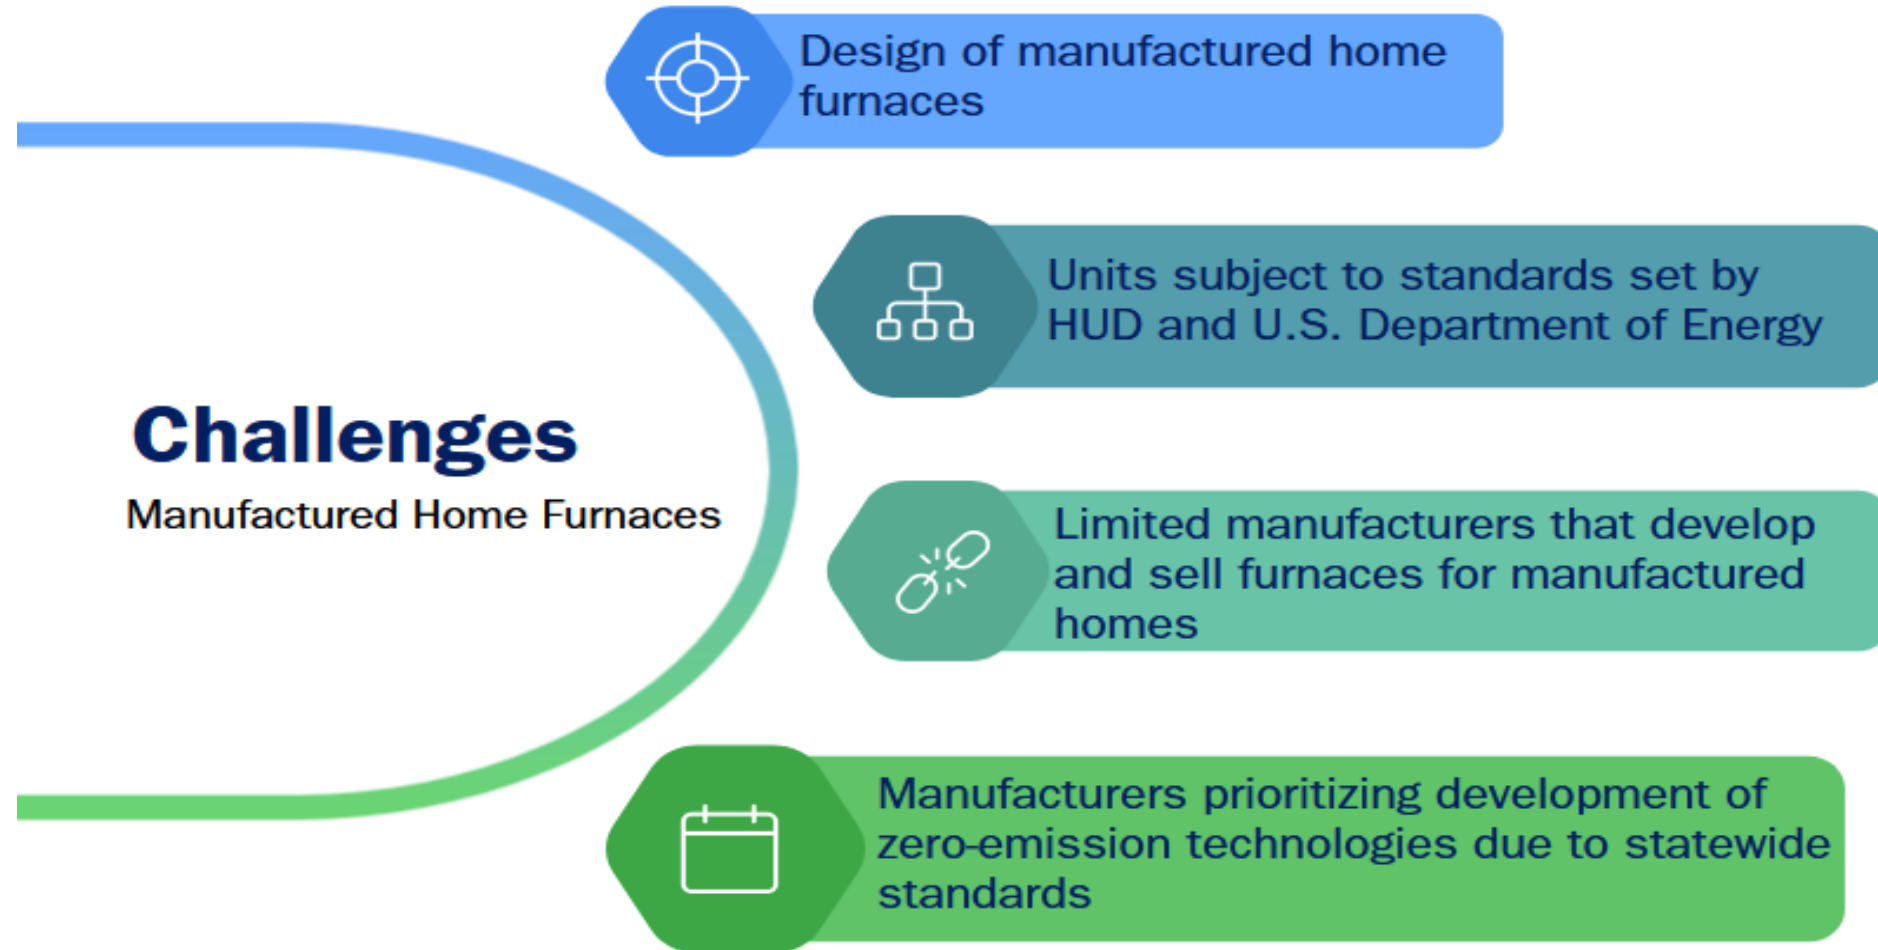 Challenges
Manufactured Home Furnaces
Design of manufactured home
furnaces
Units subject to standards set by
HUD and U.S. Department of Energy
Limited manufacturers that develop
and sell furnaces for manufactured
homes
Manufacturers prioritizing development of
zero-emission technologies due to statewide
standards